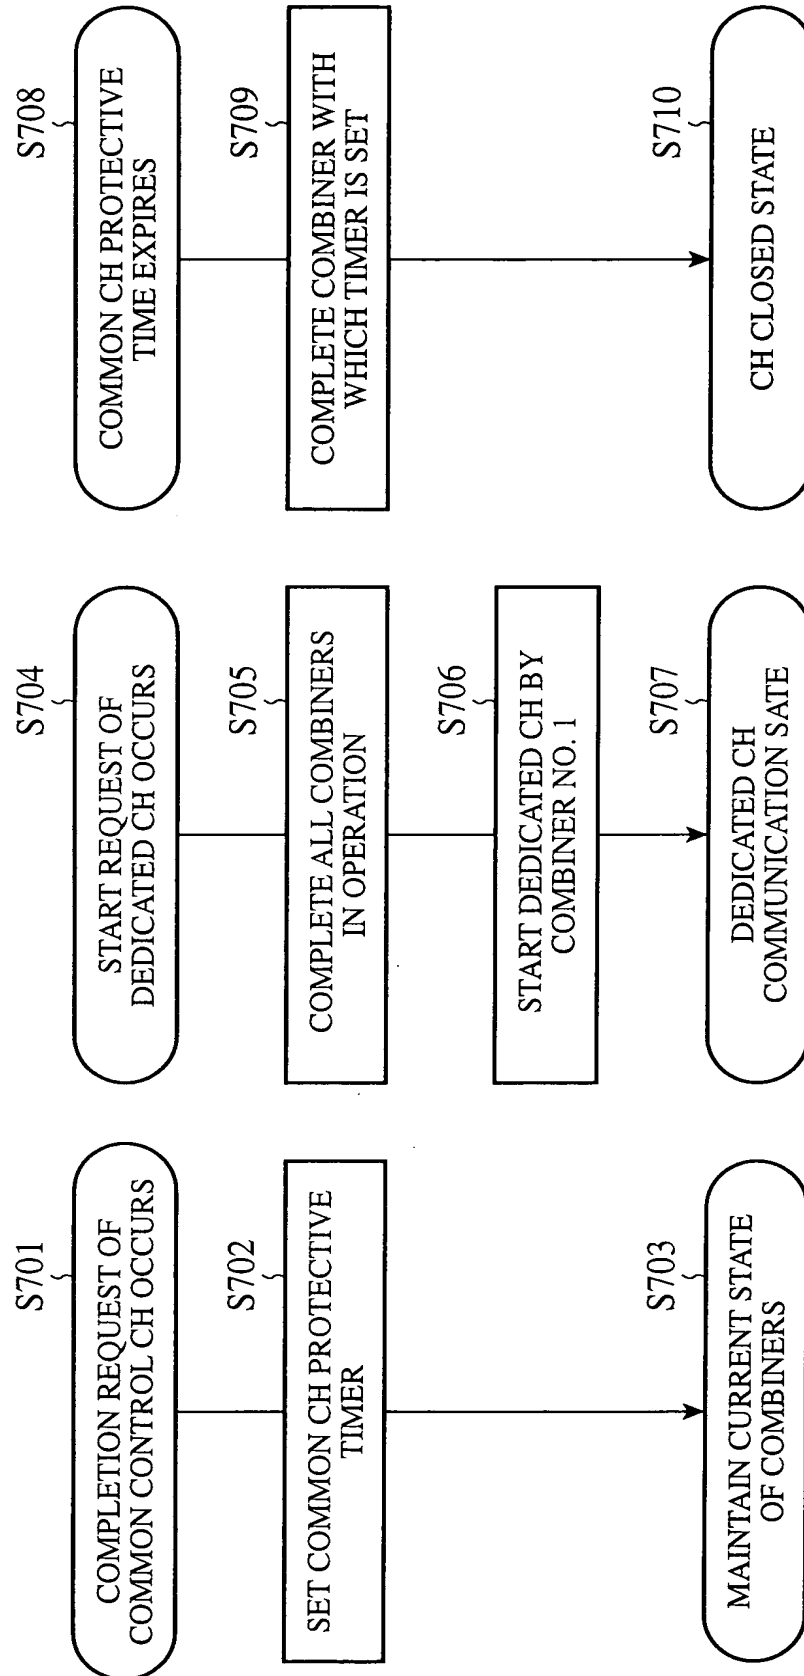 S701
COMPLETION REQUEST OF
COMMON CONTROL CH OCCURS
S702
SET COMMON CH PROTECTIVE
TIMER
S703
MAINTAIN CURRENT STATE
OF COMBINERS
S704
START REQUEST OF
DEDICATED CH OCCURS
S705
COMPLETE ALL COMBINERS
IN OPERATION
S706
START DEDICATED CH BY
COMBINER NO. 1
S707
DEDICATED CH
COMMUNICATION SATE
S708
COMMON CH PROTECTIVE
TIME EXPIRES
S709
COMPLETE COMBINER WITH
WHICH TIMER IS SET
S710
CH CLOSED STATE